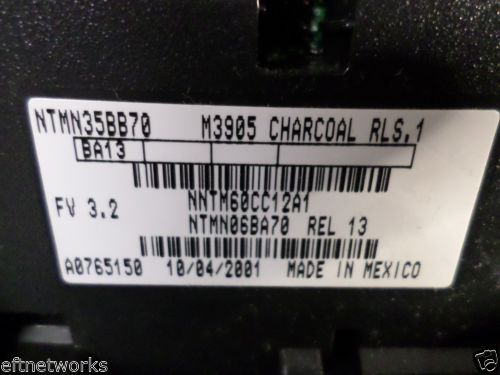 NTMN35BB70 M3905 CHARCOAL RLS.1
BA13
NNTM60CC12A1
FV 3.2
NTMN06BA70 REL 13
A0765150 10/04/2001 MADE IN MEXICO
eftnetworks